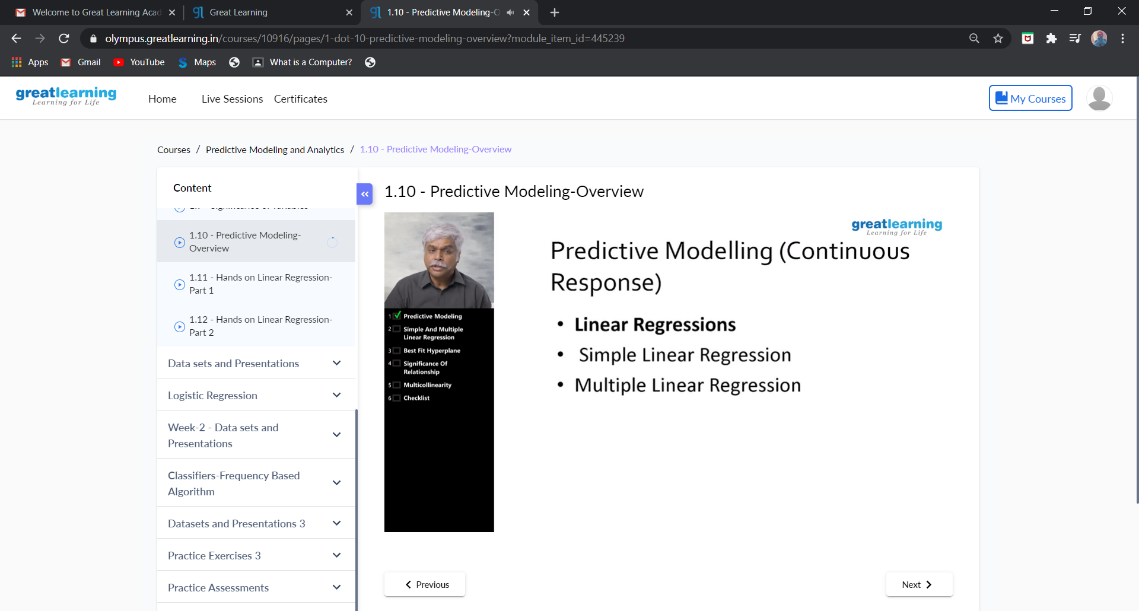 Welcome to Great Learning Acad
Great Learning
1.10 - Predictive Modeling-O
olympus.greatlearning.in/courses/10916/pages/1-dot-10-predictive-modeling-overview?module_item_id=445239
Apps
Gmail
YouTube
Maps
What is a Computer?
greatlearning
Learning for Life
Home
Live Sessions
Certificates
My Courses
Courses / Predictive Modeling and Analytics / 1.10 - Predictive Modeling-Overview
Content
1.10 - Predictive Modeling-
Overview
1.11 - Hands on Linear Regression-
Part 1
1.12 - Hands on Linear Regression-
Part 2
Data sets and Presentations
Logistic Regression
Week-2 - Data sets and
Presentations
Classifiers-Frequency Based
Algorithm
Datasets and Presentations 3
Practice Exercises 3
Practice Assessments
1.10 - Predictive Modeling-Overview
1 Predictive Modeling
2 Simple And Multiple
Linear Regression
3 Best Fit Hyperplane
4 Significance Of
Relationship
5 Multicollinearity
6 Checklist
greatlearning
Learning for Life
Predictive Modelling (Continuous
Response)
• Linear Regressions
• Simple Linear Regression
• Multiple Linear Regression
Previous
Next